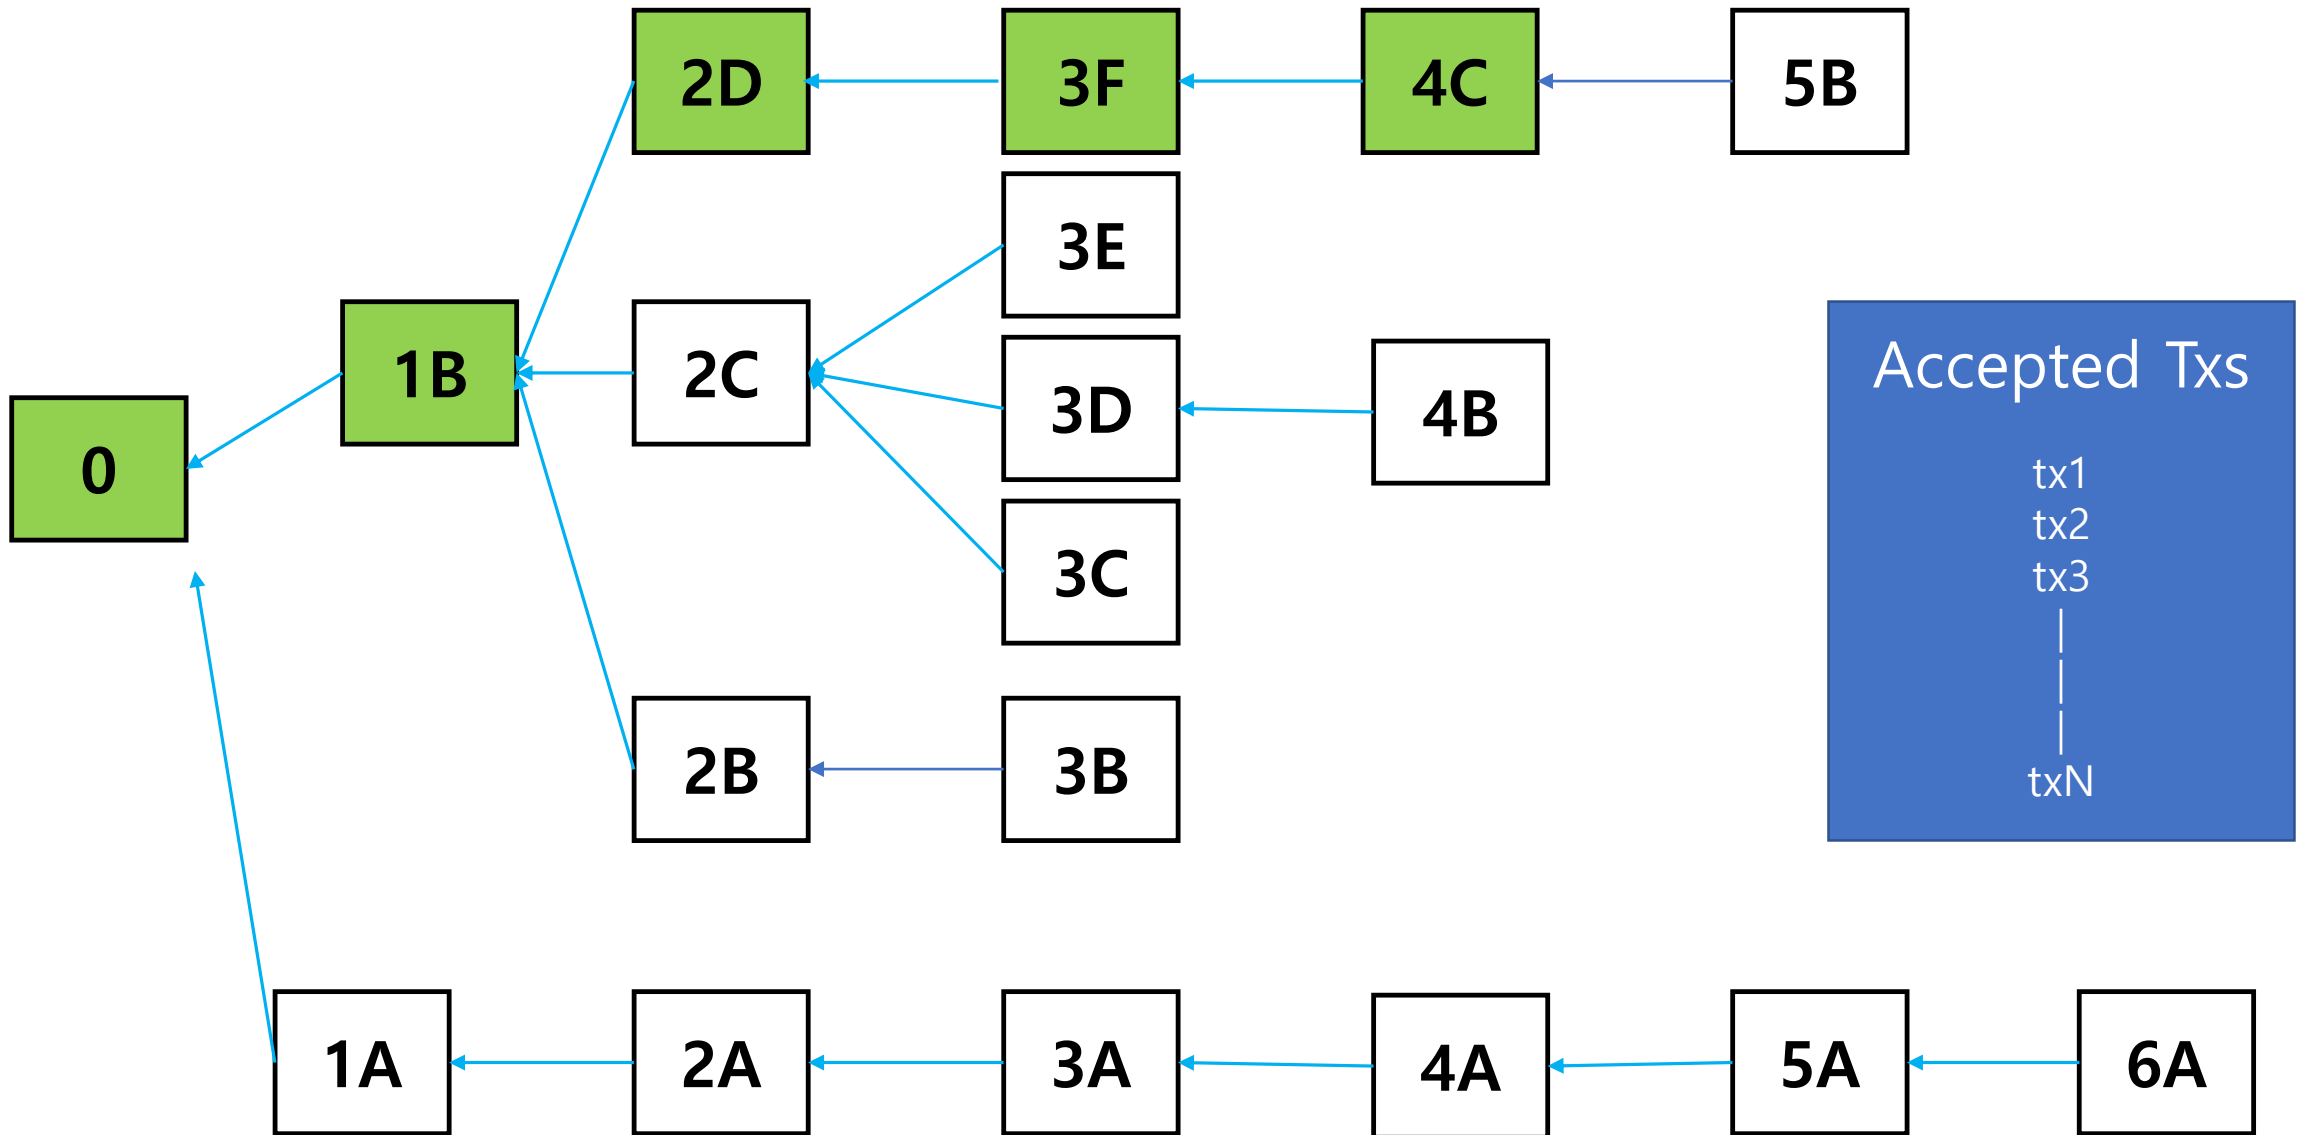 2D
3F
4C
5B
3E
1B
2C
3D
4B
0
3C
2B
3B
1A
2A
3A
4A
5A
6A
Accepted Txs
tx1
tx2
tx3
|
|
|
txN